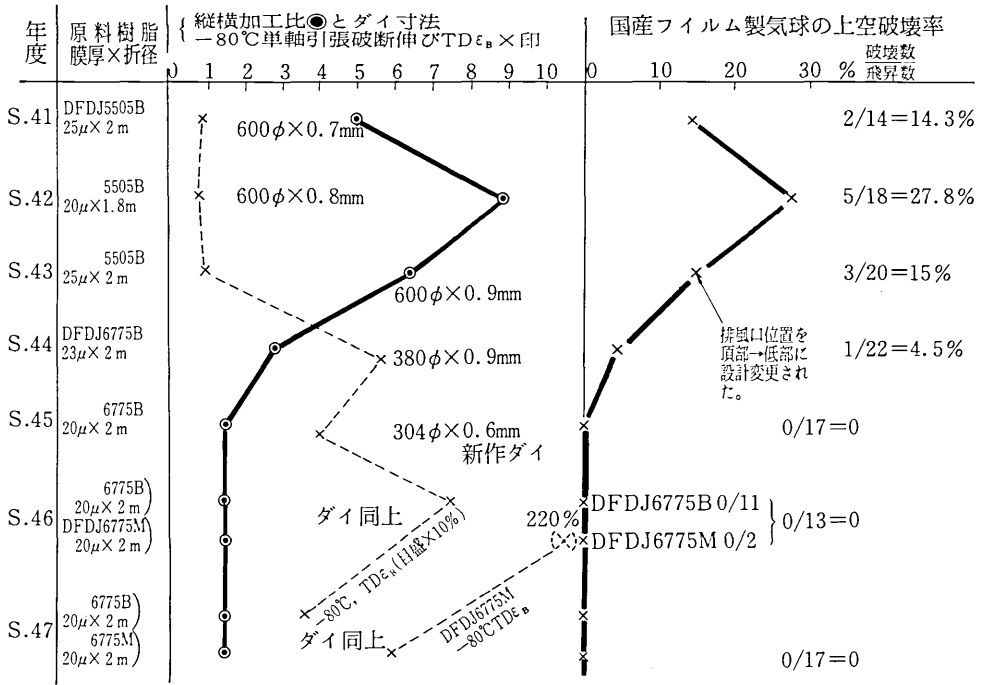 年度
原料樹脂
膜厚×折径
縦横加工比◉とダイ寸法
−80℃単軸引張破断伸びTDεB×印
国産フイルム製気球の上空破壊率
0 1 2 3 4 5 6 7 8 9 10
0 10 20 30 %
破壊数
飛昇数
S.41
DFDJ5505B
25μ×2m
600φ×0.7mm
2/14=14.3%
S.42
5505B
20μ×1.8m
600φ×0.8mm
5/18=27.8%
S.43
5505B
25μ×2m
600φ×0.9mm
3/20=15%
排風口位置を
頂部→低部に
設計変更され
た。
S.44
DFDJ6775B
23μ×2m
380φ×0.9mm
1/22=4.5%
S.45
6775B
20μ×2m
304φ×0.6mm
新作ダイ
0/17=0
S.46
6775B
20μ×2m
DFDJ6775M
20μ×2m
ダイ同上
−80℃, TDεB(目盛×10%)
220%
DFDJ6775B 0/11
DFDJ6775M 0/2
0/13=0
S.47
6775B
20μ×2m
6775M
20μ×2m
ダイ同上
DFDJ6775M
−80℃TDεB
0/17=0